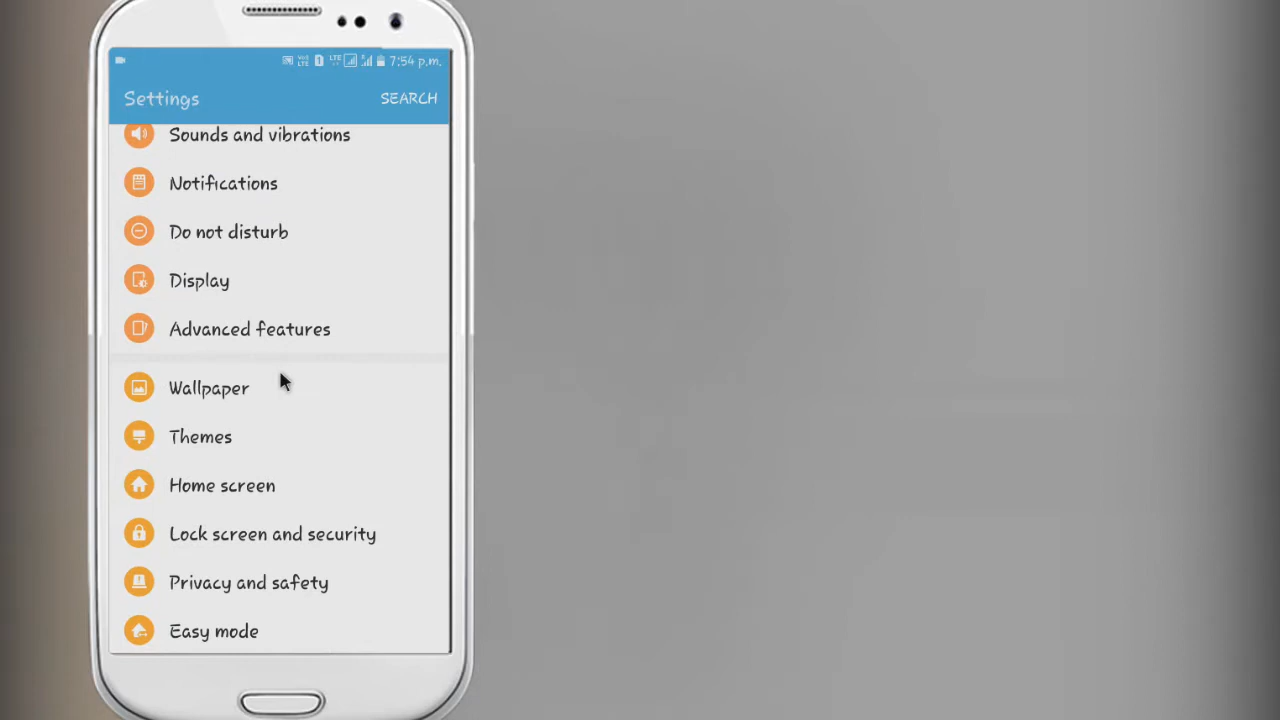 7:54 p.m.
Settings
SEARCH
Sounds and vibrations
Notifications
Do not disturb
Display
Advanced features
Wallpaper
Themes
Home screen
Lock screen and security
Privacy and safety
Easy mode